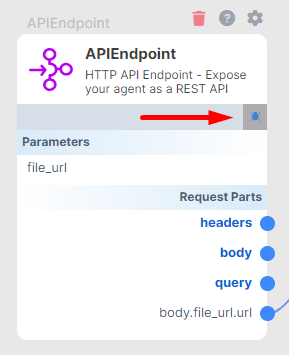 APIEndpoint
APIEndpoint
HTTP API Endpoint - Expose
your agent as a REST API
Parameters
file_url
Request Parts
headers
body
query
body.file_url.url